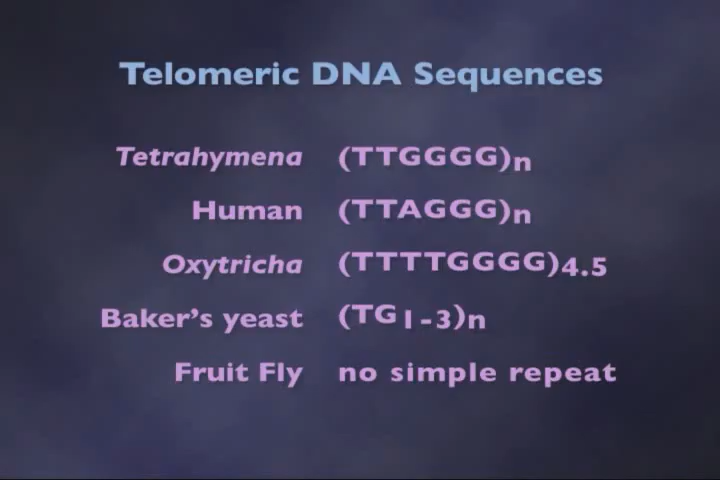 Telomeric DNA Sequences
Tetrahymena (TTGGGG)n
Human (TTAGGG)n
Oxytricha (TTTTGGGG)4.5
Baker's yeast (TG1-3)n
Fruit Fly no simple repeat